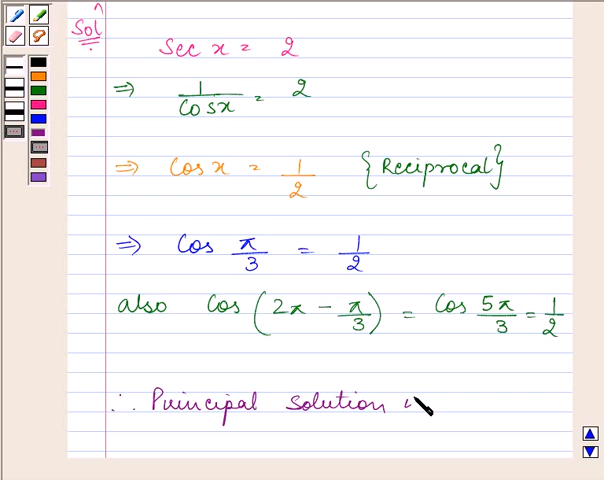 Sol^n
sec x = 2
⇒ 1/cos x = 2
⇒ cos x = 1/2 {Reciprocal}
⇒ cos π/3 = 1/2
also cos (2π - π/3) = cos 5π/3 = 1/2
∴ Principal solution